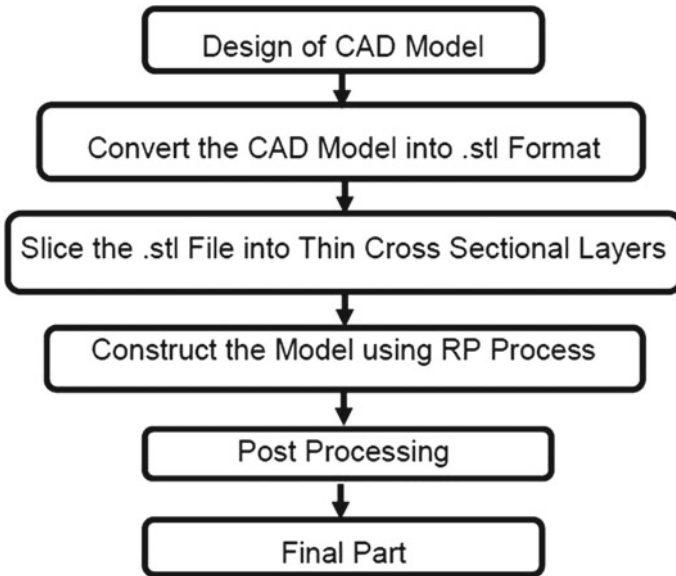 Design of CAD Model
Convert the CAD Model into .stl Format
Slice the .stl File into Thin Cross Sectional Layers
Construct the Model using RP Process
Post Processing
Final Part